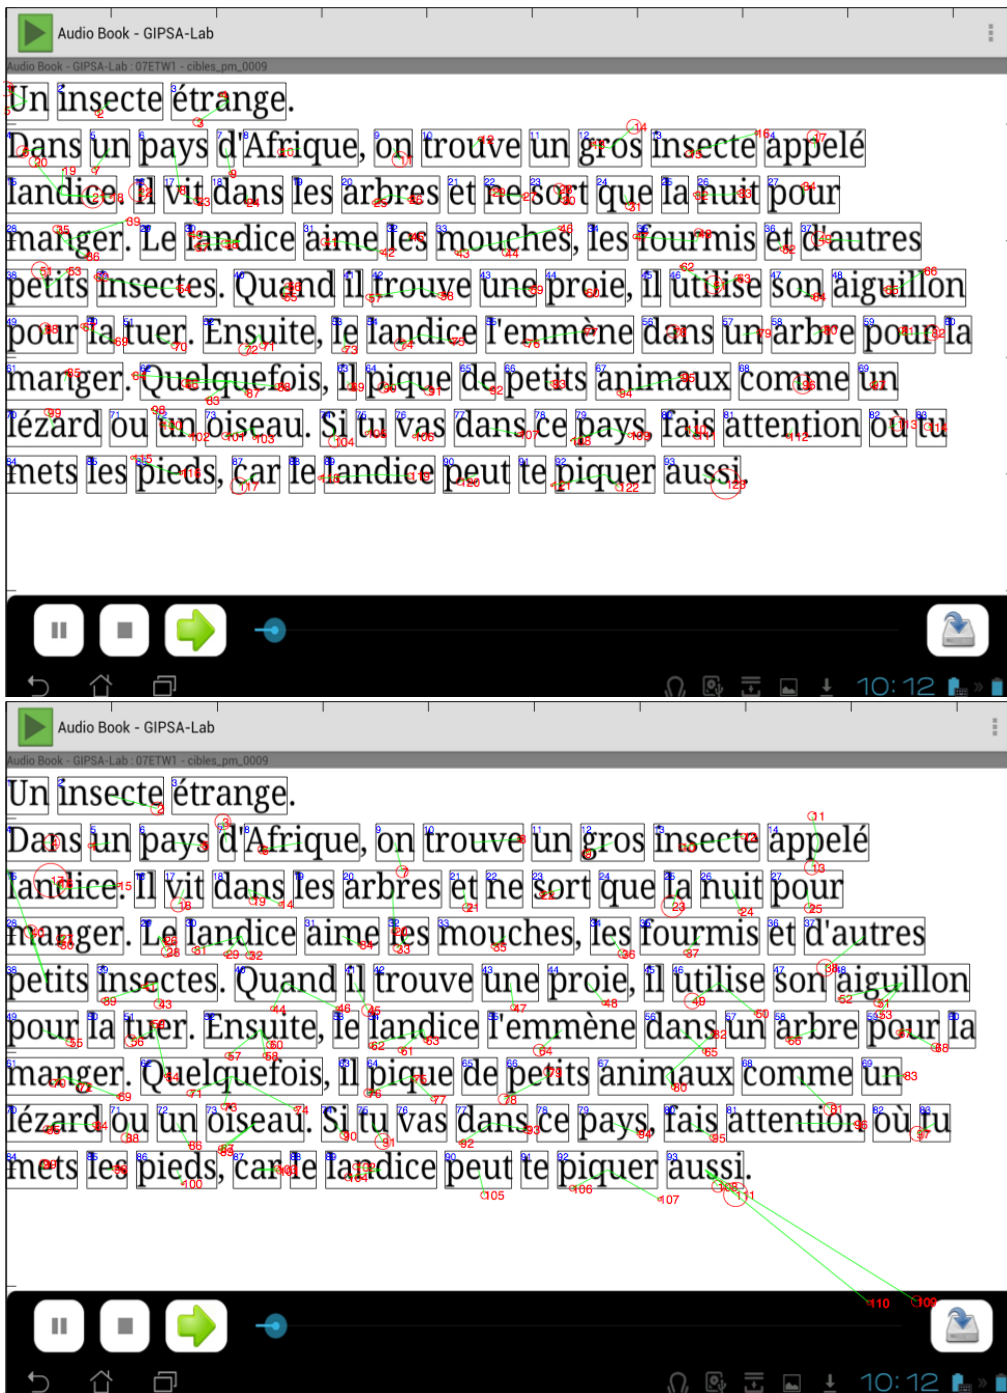 Audio Book - GIPSA-Lab
Audio Book - GIPSA-Lab : 07ETW1 - cibles_pm_0009
Un insecte étrange.
Dans un pays d'Afrique, on trouve un gros insecte appelé
landice. Il vit dans les arbres et ne sort que la nuit pour
manger. Le landice aime les mouches, les fourmis et d'autres
petits insectes. Quand il trouve une proie, il utilise son aiguillon
pour la tuer. Ensuite, le landice l'emmène dans un arbre pour la
manger. Quelquefois, il pique de petits animaux comme un
lézard ou un oiseau. Si tu vas dans ce pays, fais attention où tu
mets les pieds, car le landice peut te piquer aussi.
10:12
Audio Book - GIPSA-Lab
Audio Book - GIPSA-Lab : 07ETW1 - cibles_pm_0009
Un insecte étrange.
Dans un pays d'Afrique, on trouve un gros insecte appelé
landice. Il vit dans les arbres et ne sort que la nuit pour
manger. Le landice aime les mouches, les fourmis et d'autres
petits insectes. Quand il trouve une proie, il utilise son aiguillon
pour la tuer. Ensuite, le landice l'emmène dans un arbre pour la
manger. Quelquefois, il pique de petits animaux comme un
lézard ou un oiseau. Si tu vas dans ce pays, fais attention où tu
mets les pieds, car le landice peut te piquer aussi.
10:12